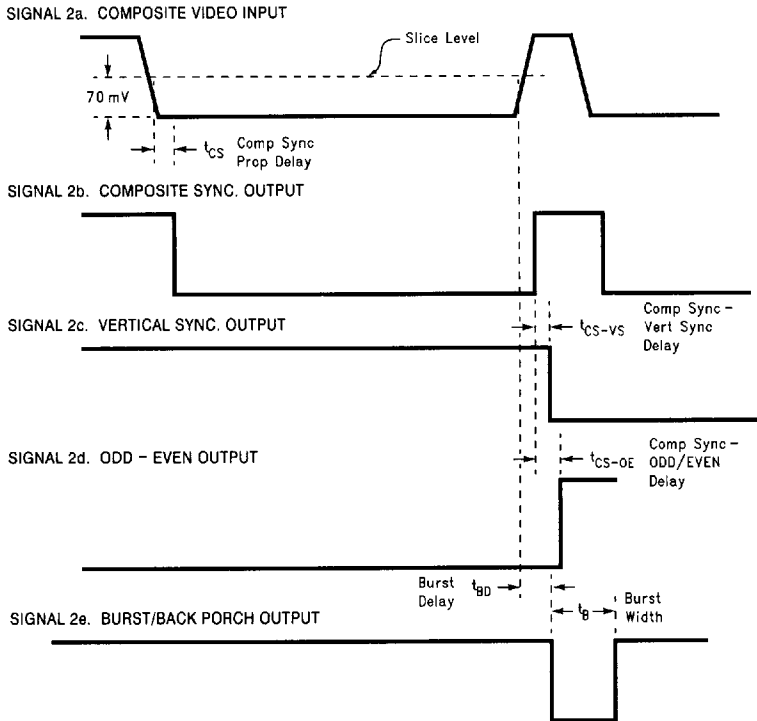 SIGNAL 2a. COMPOSITE VIDEO INPUT
Slice Level
70 mV
tCS Comp Sync
Prop Delay
SIGNAL 2b. COMPOSITE SYNC. OUTPUT
SIGNAL 2c. VERTICAL SYNC. OUTPUT
tCS-VS
Comp Sync –
Vert Sync
Delay
SIGNAL 2d. ODD – EVEN OUTPUT
tCS-OE
Comp Sync –
ODD/EVEN
Delay
Burst
Delay
tBD
SIGNAL 2e. BURST/BACK PORCH OUTPUT
tB
Burst
Width